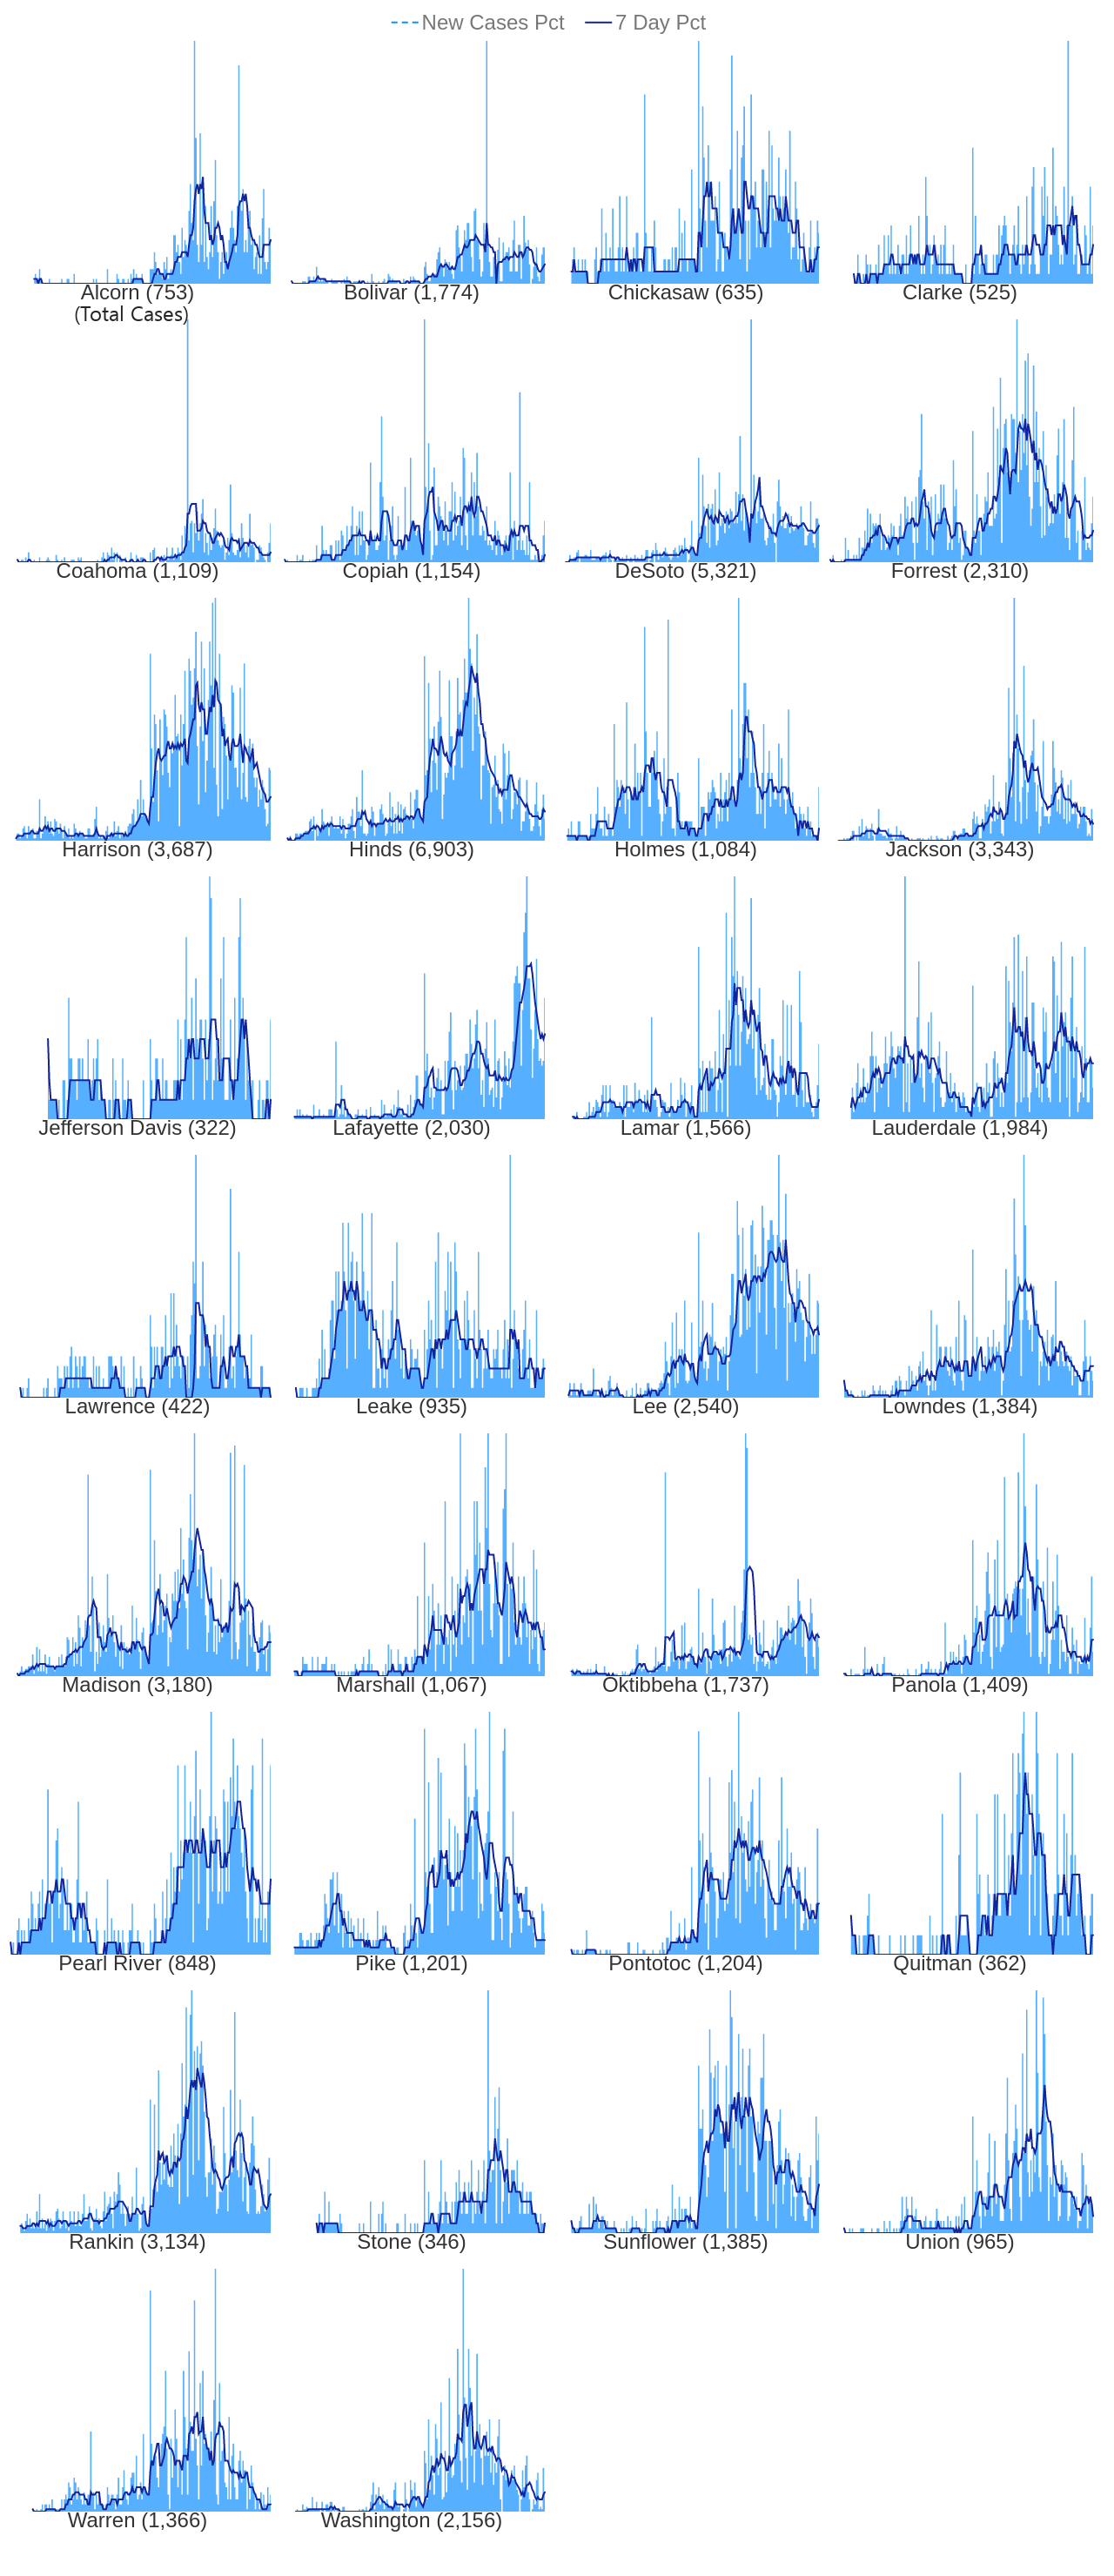 New Cases Pct 7 Day Pct
Alcorn (753) Bolivar (1,774) Chickasaw (635) Clarke (525)
(Total Cases)
Coahoma (1,109) Copiah (1,154) DeSoto (5,321) Forrest (2,310)
Harrison (3,687) Hinds (6,903) Holmes (1,084) Jackson (3,343)
Jefferson Davis (322) Lafayette (2,030) Lamar (1,566) Lauderdale (1,984)
Lawrence (422) Leake (935) Lee (2,540) Lowndes (1,384)
Madison (3,180) Marshall (1,067) Oktibbeha (1,737) Panola (1,409)
Pearl River (848) Pike (1,201) Pontotoc (1,204) Quitman (362)
Rankin (3,134) Stone (346) Sunflower (1,385) Union (965)
Warren (1,366) Washington (2,156)